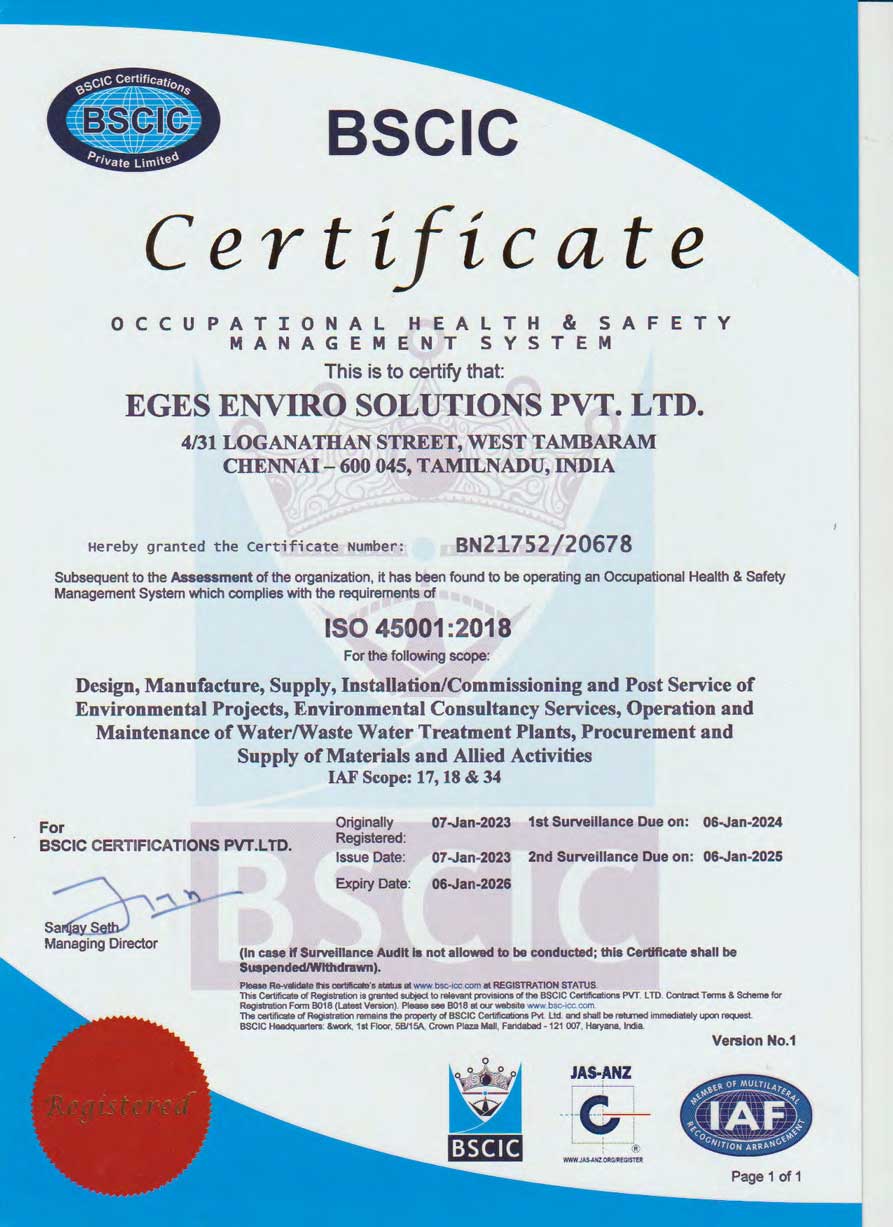 BSCIC Certifications
BSCIC
Private Limited
BSCIC
Certificate
OCCUPATIONAL HEALTH & SAFETY
MANAGEMENT SYSTEM
This is to certify that:
EGES ENVIRO SOLUTIONS PVT. LTD.
4/31 LOGANATHAN STREET, WEST TAMBARAM
CHENNAI – 600 045, TAMILNADU, INDIA
Hereby granted the Certificate Number: BN21752/20678
Subsequent to the Assessment of the organization, it has been found to be operating an Occupational Health & Safety
Management System which complies with the requirements of
ISO 45001:2018
For the following scope:
Design, Manufacture, Supply, Installation/Commissioning and Post Service of
Environmental Projects, Environmental Consultancy Services, Operation and
Maintenance of Water/Waste Water Treatment Plants, Procurement and
Supply of Materials and Allied Activities
IAF Scope: 17, 18 & 34
For
BSCIC CERTIFICATIONS PVT.LTD.
Originally Registered: 07-Jan-2023 1st Surveillance Due on: 06-Jan-2024
Issue Date: 07-Jan-2023 2nd Surveillance Due on: 06-Jan-2025
Expiry Date: 06-Jan-2026
BSCIC
Sanjay Seth
Managing Director
(In case if Surveillance Audit is not allowed to be conducted; this Certificate shall be
Suspended/Withdrawn).
Please Re-validate this certificate's status at www.bsc-icc.com at REGISTRATION STATUS.
This Certificate of Registration is granted subject to relevant provisions of the BSCIC Certifications PVT. LTD. Contract Terms & Scheme for
Registration Form B018 (Latest Version). Please see B018 at our website www.bsc-icc.com.
The certificate of Registration remains the property of BSCIC Certifications Pvt. Ltd. and shall be returned immediately upon request.
BSCIC Headquarters: &work, 1st Floor, 5B/15A, Crown Plaza Mall, Faridabad - 121 007, Haryana, India.
Version No.1
Registered
BSCIC
JAS-ANZ
C
®
WWW.JAS-ANZ.ORG/REGISTER
MEMBER OF MULTILATERAL
IAF
RECOGNITION ARRANGEMENT
Page 1 of 1